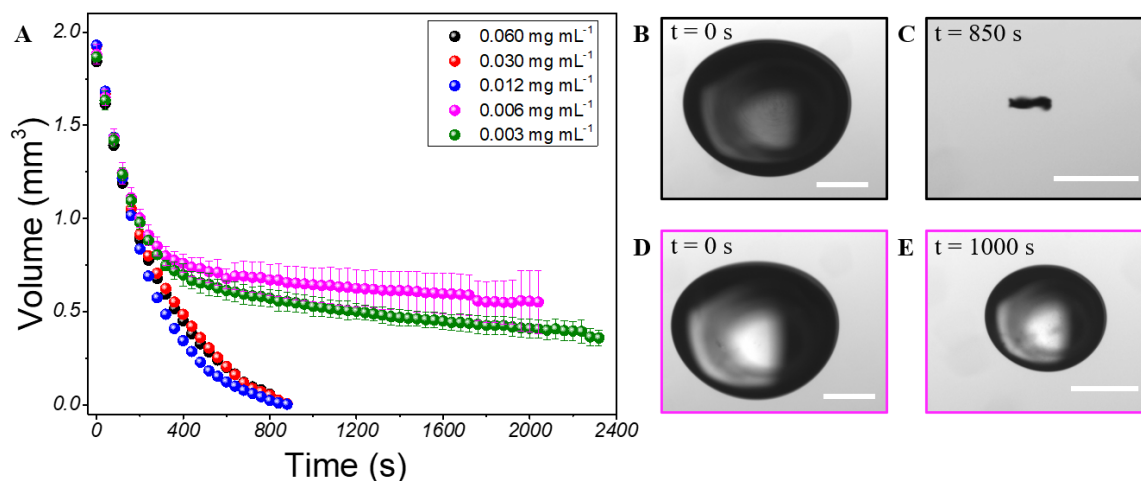 A
2.0
1.5
1.0
0.5
0.0
Volume (mm³)
0
400
800
1200
1600
2000
2400
Time (s)
0.060 mg mL⁻¹
0.030 mg mL⁻¹
0.012 mg mL⁻¹
0.006 mg mL⁻¹
0.003 mg mL⁻¹
B
t = 0 s
C
t = 850 s
D
t = 0 s
E
t = 1000 s